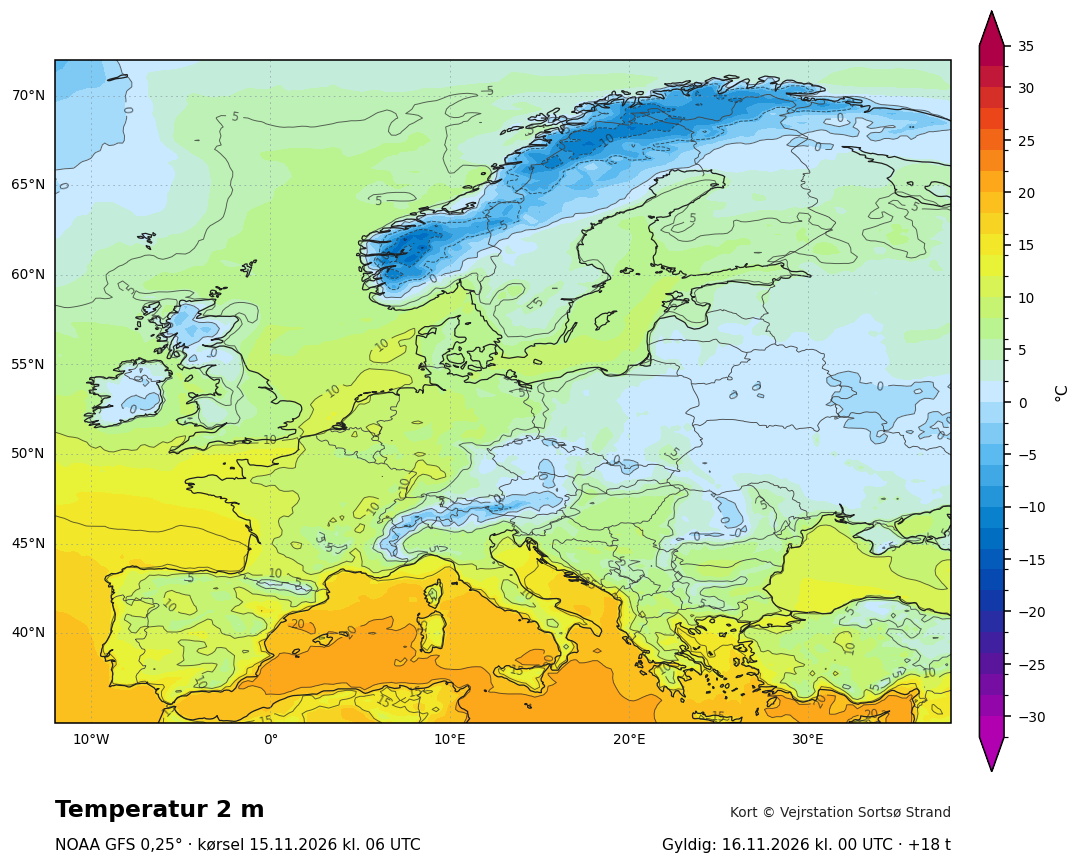 70°N
65°N
60°N
55°N
50°N
45°N
40°N
10°W
0°
10°E
20°E
30°E
35
30
25
20
15
10
5
0
−5
−10
−15
−20
−25
−30
°C
Temperatur 2 m
Kort © Vejrstation Sortsø Strand
NOAA GFS 0,25° · kørsel 15.11.2026 kl. 06 UTC
Gyldig: 16.11.2026 kl. 00 UTC · +18 t